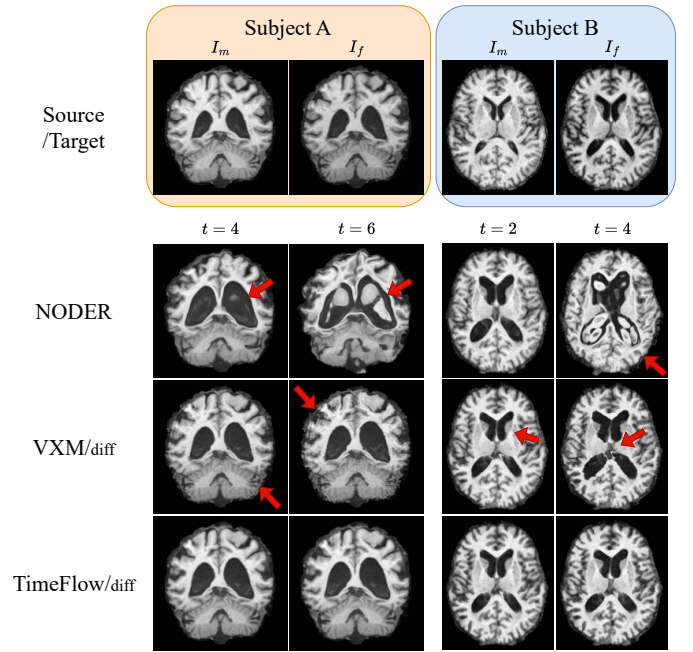 Subject A
Subject B
I_m I_f I_m I_f
Source
/Target
t = 4 t = 6 t = 2 t = 4
NODER
VXM/diff
TimeFlow/diff